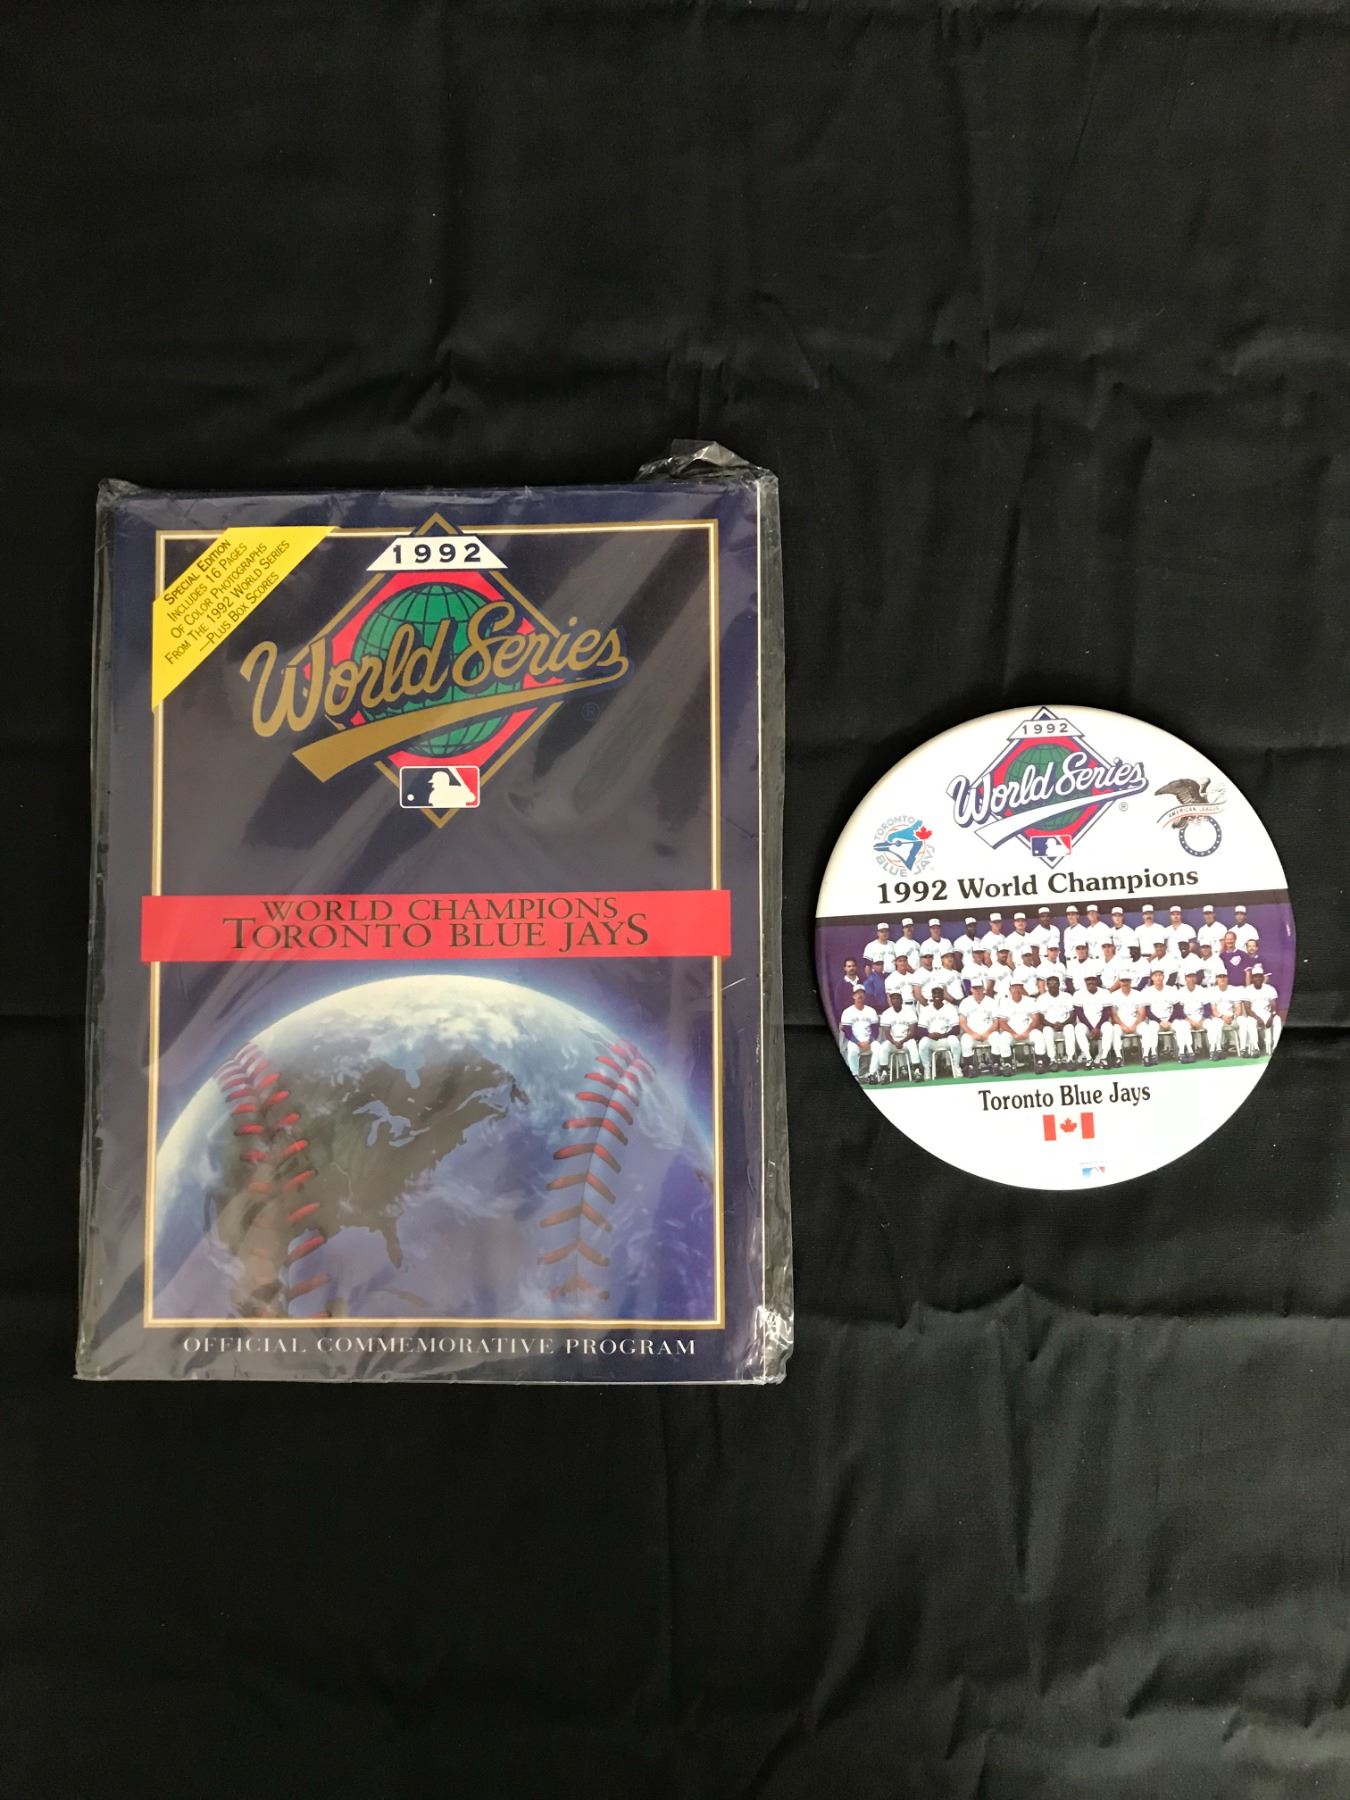 SPECIAL EDITION
INCLUDES 16 PAGES
OF COLOR PHOTOGRAPHS
FROM THE 1992 WORLD SERIES
—PLUS BOX SCORES
1992
World Series
®
WORLD CHAMPIONS
TORONTO BLUE JAYS
OFFICIAL COMMEMORATIVE PROGRAM
1992
World Series
®
TORONTO
BLUE JAYS
AMERICAN LEAGUE
1992 World Champions
Toronto Blue Jays